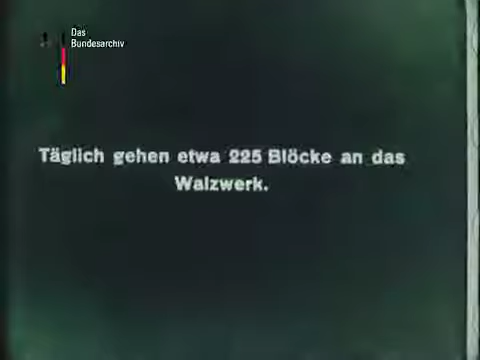 Das
Bundesarchiv
Täglich gehen etwa 225 Blöcke an das
Walzwerk.